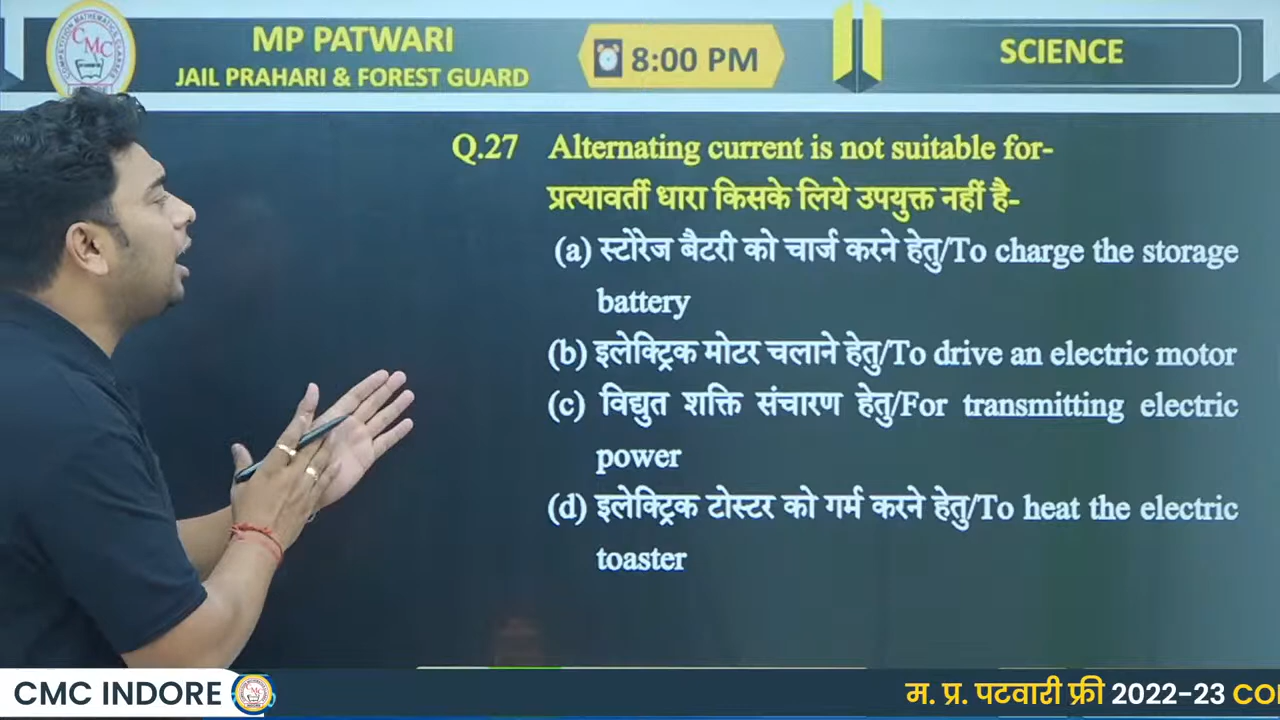 MP PATWARI
JAIL PRAHARI & FOREST GUARD
8:00 PM
SCIENCE
CMC
Q.27 Alternating current is not suitable for-
प्रत्यावर्ती धारा किसके लिये उपयुक्त नहीं है-
(a) स्टोरेज बैटरी को चार्ज करने हेतु/To charge the storage
battery
(b) इलेक्ट्रिक मोटर चलाने हेतु/To drive an electric motor
(c) विद्युत शक्ति संचारण हेतु/For transmitting electric
power
(d) इलेक्ट्रिक टोस्टर को गर्म करने हेतु/To heat the electric
toaster
CMC INDORE
म. प्र. पटवारी फ्री 2022-23